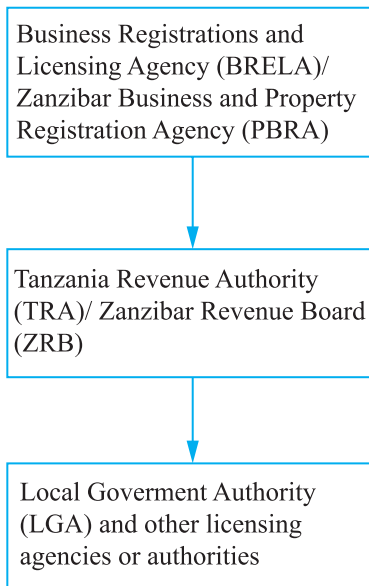 Business Registrations and
Licensing Agency (BRELA)/
Zanzibar Business and Property
Registration Agency (PBRA)
Tanzania Revenue Authority
(TRA)/ Zanzibar Revenue Board
(ZRB)
Local Goverment Authority
(LGA) and other licensing
agencies or authorities